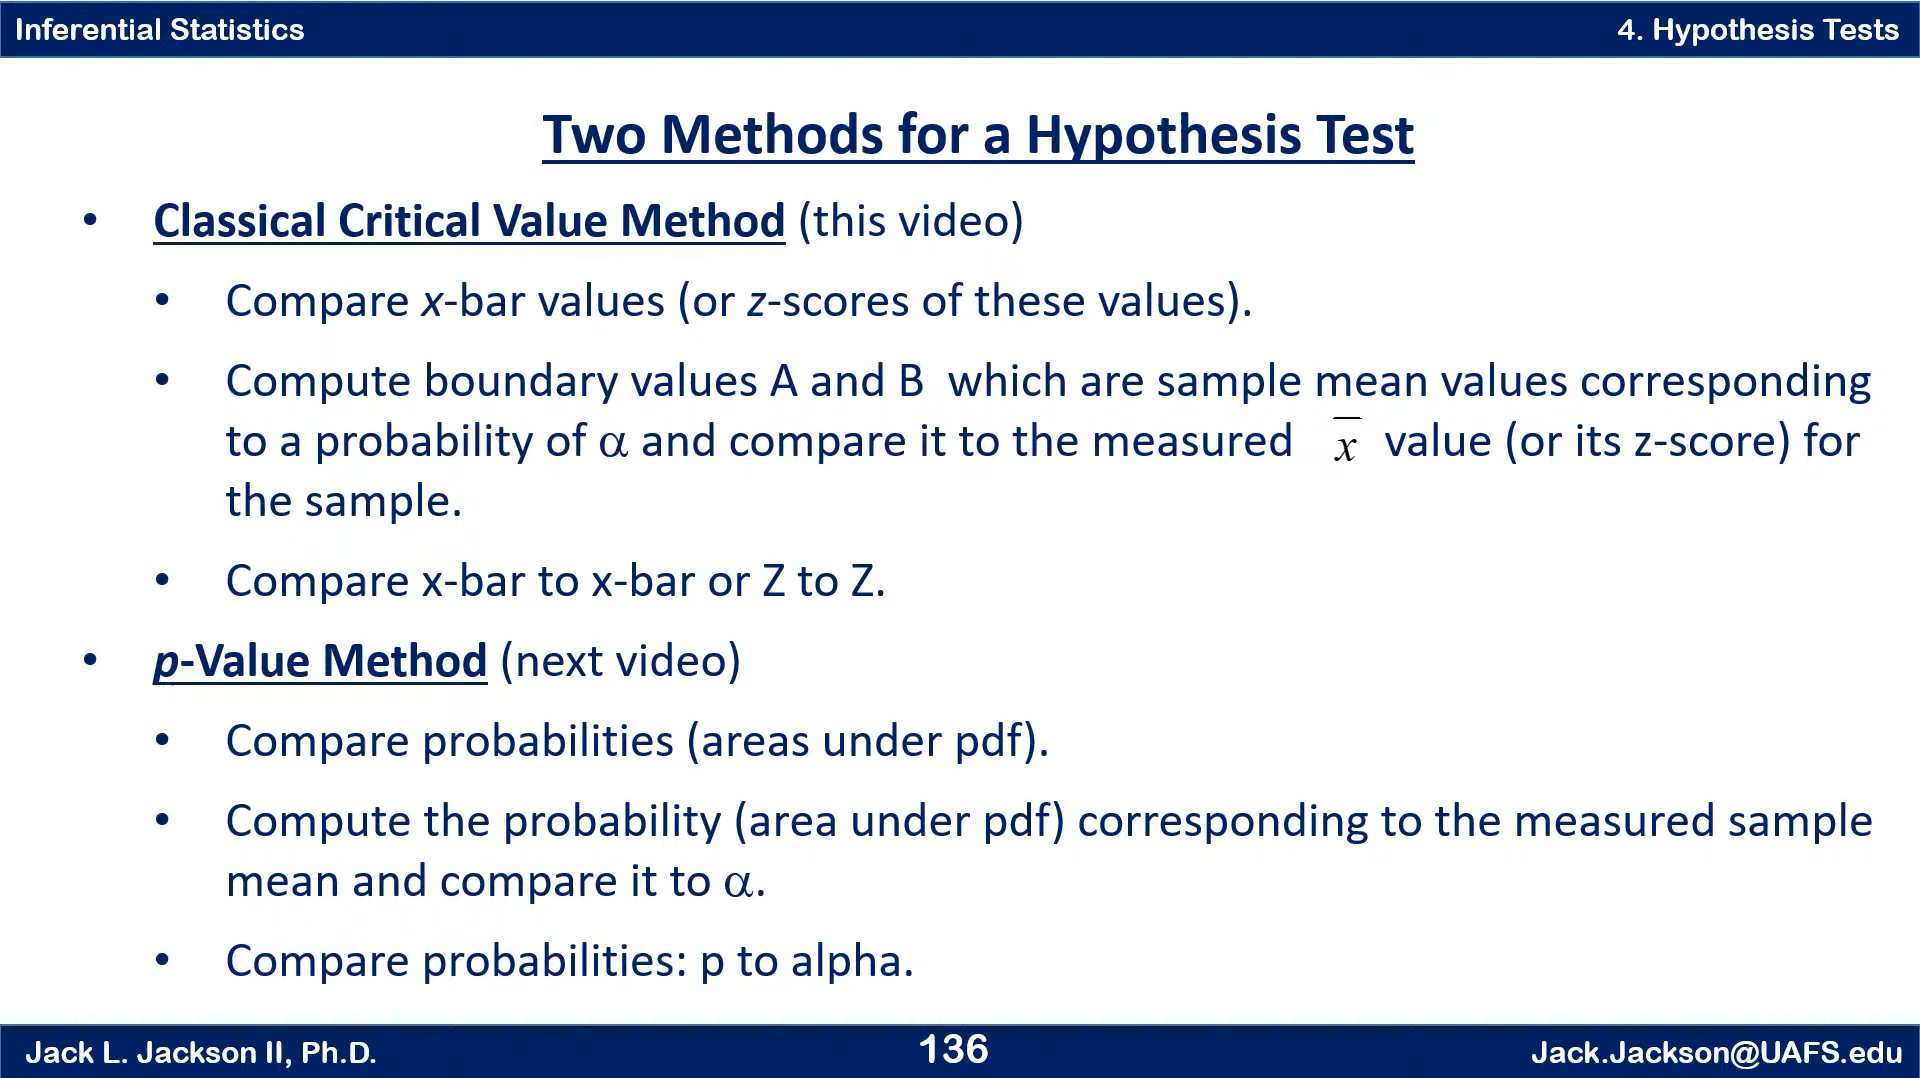 Inferential Statistics
4. Hypothesis Tests
Two Methods for a Hypothesis Test
• Classical Critical Value Method (this video)
• Compare x-bar values (or z-scores of these values).
• Compute boundary values A and B which are sample mean values corresponding
to a probability of α and compare it to the measured x̅ value (or its z-score) for
the sample.
• Compare x-bar to x-bar or Z to Z.
• p-Value Method (next video)
• Compare probabilities (areas under pdf).
• Compute the probability (area under pdf) corresponding to the measured sample
mean and compare it to α.
• Compare probabilities: p to alpha.
Jack L. Jackson II, Ph.D.
136
Jack.Jackson@UAFS.edu